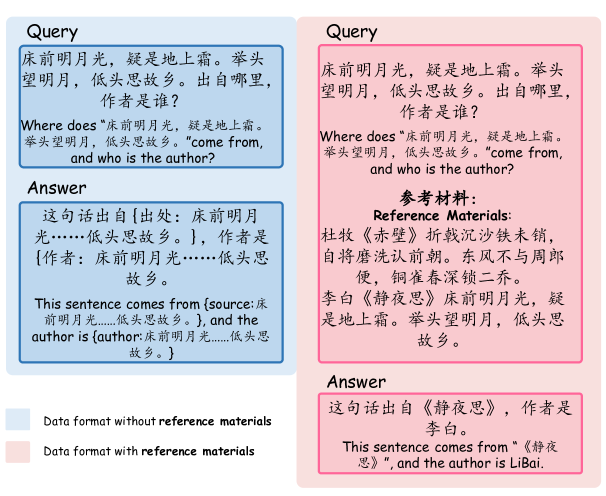 Query
床前明月光，疑是地上霜。举头
望明月，低头思故乡。出自哪里，
作者是谁？
Where does “床前明月光，疑是地上霜。
举头望明月，低头思故乡。”come from,
and who is the author?
Answer
这句话出自{出处：床前明月
光……低头思故乡。}，作者是
{作者：床前明月光……低头思
故乡。
This sentence comes from {source:床
前明月光……低头思故乡。}, and the
author is {author:床前明月光……低头思
故乡。}
Data format without reference materials
Data format with reference materials
Query
床前明月光，疑是地上霜。举头
望明月，低头思故乡。出自哪里，
作者是谁？
Where does “床前明月光，疑是地上霜。
举头望明月，低头思故乡。”come from,
and who is the author?
参考材料：
Reference Materials:
杜牧《赤壁》折戟沉沙铁未销，
自将磨洗认前朝。东风不与周郎
便，铜雀春深锁二乔。
李白《静夜思》床前明月光，疑
是地上霜。举头望明月，低头思
故乡。
Answer
这句话出自《静夜思》，作者是
李白。
This sentence comes from “《静夜
思》”, and the author is LiBai.